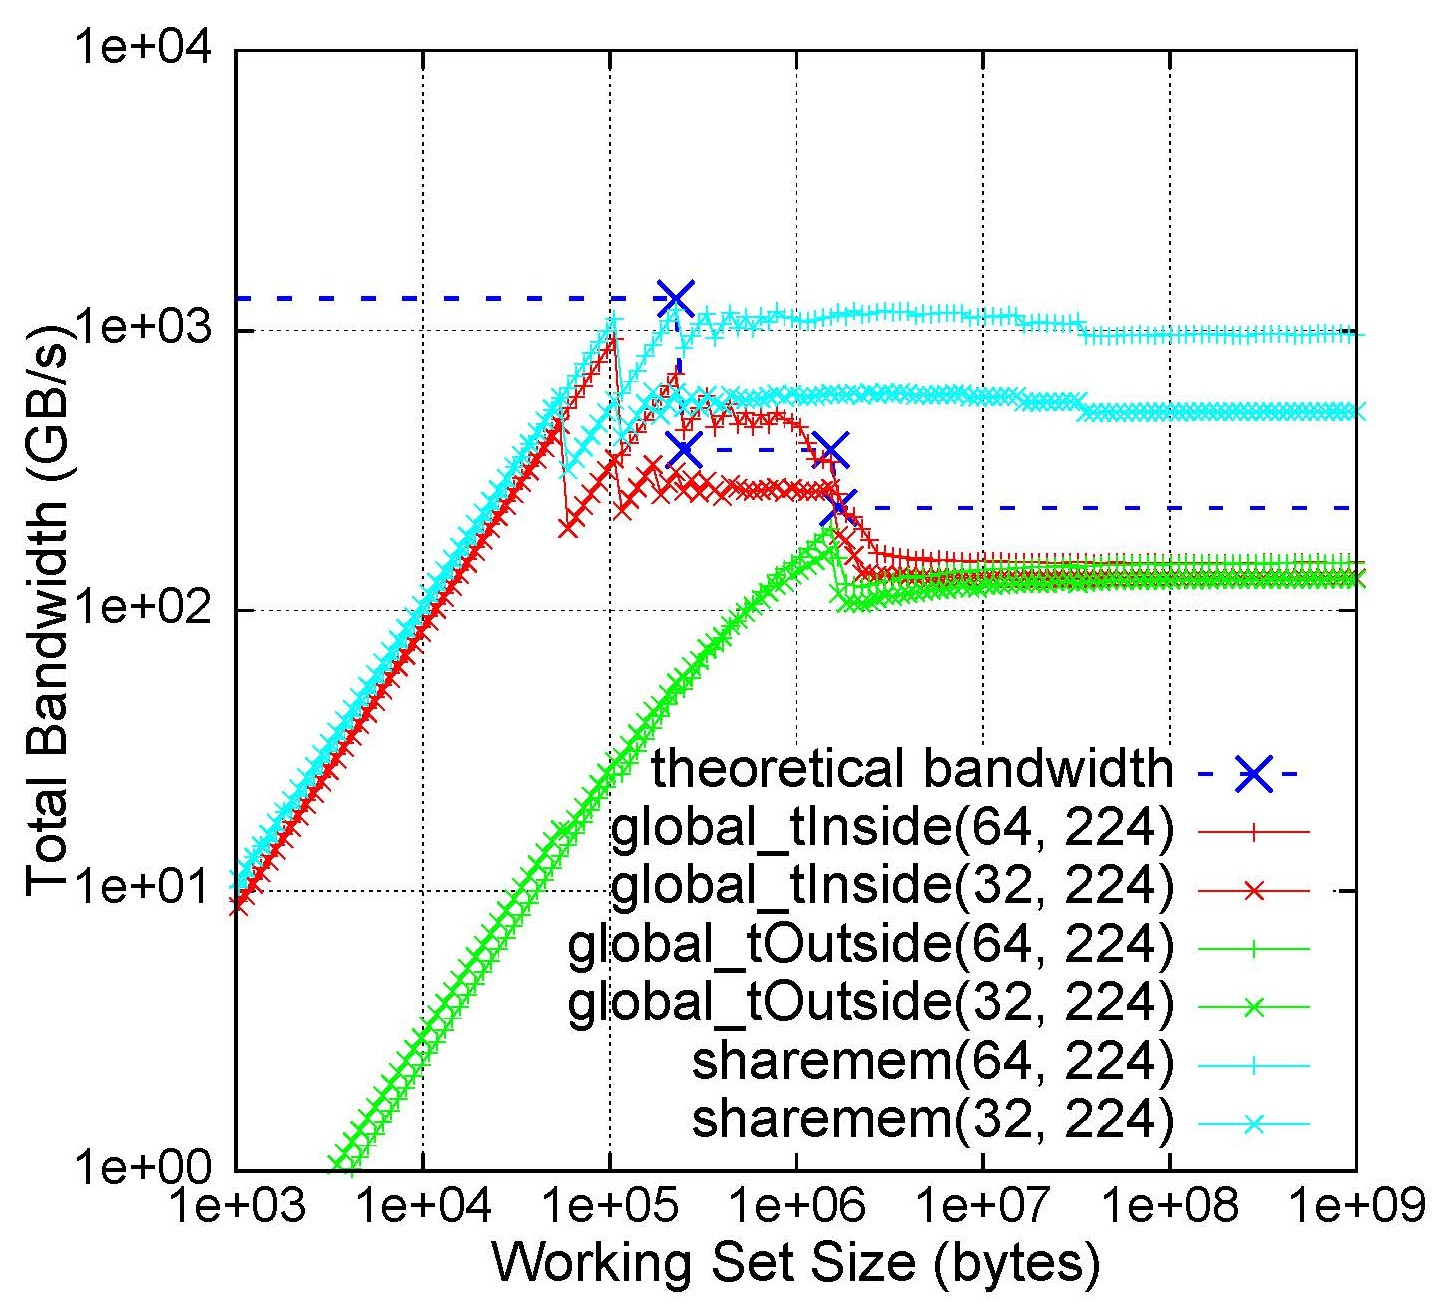 1e+04
1e+03
1e+02
1e+01
1e+00
Total Bandwidth (GB/s)
theoretical bandwidth
global_tInside(64, 224)
global_tInside(32, 224)
global_tOutside(64, 224)
global_tOutside(32, 224)
sharemem(64, 224)
sharemem(32, 224)
1e+03 1e+04 1e+05 1e+06 1e+07 1e+08 1e+09
Working Set Size (bytes)